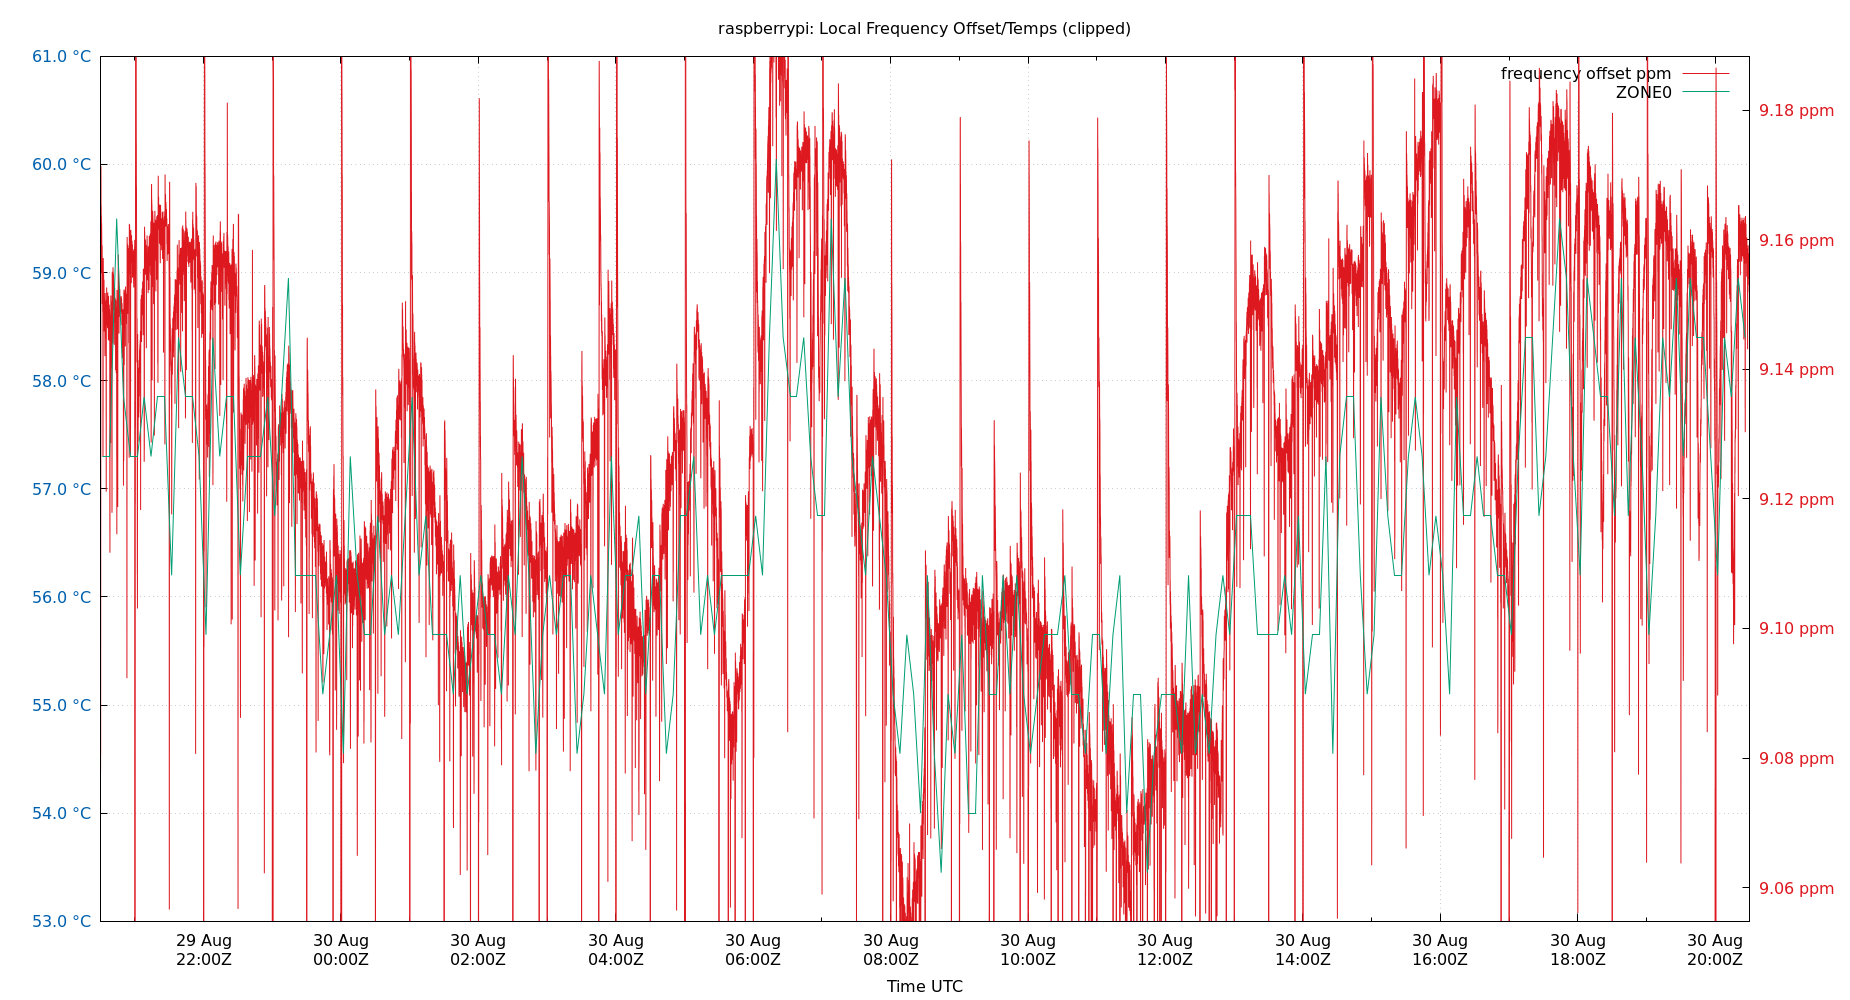 raspberrypi: Local Frequency Offset/Temps (clipped)
61.0 °C
60.0 °C
59.0 °C
58.0 °C
57.0 °C
56.0 °C
55.0 °C
54.0 °C
53.0 °C
frequency offset ppm
ZONE0
9.18 ppm
9.16 ppm
9.14 ppm
9.12 ppm
9.10 ppm
9.08 ppm
9.06 ppm
29 Aug 30 Aug 30 Aug 30 Aug 30 Aug 30 Aug 30 Aug 30 Aug 30 Aug 30 Aug 30 Aug 30 Aug
22:00Z 00:00Z 02:00Z 04:00Z 06:00Z 08:00Z 10:00Z 12:00Z 14:00Z 16:00Z 18:00Z 20:00Z
Time UTC